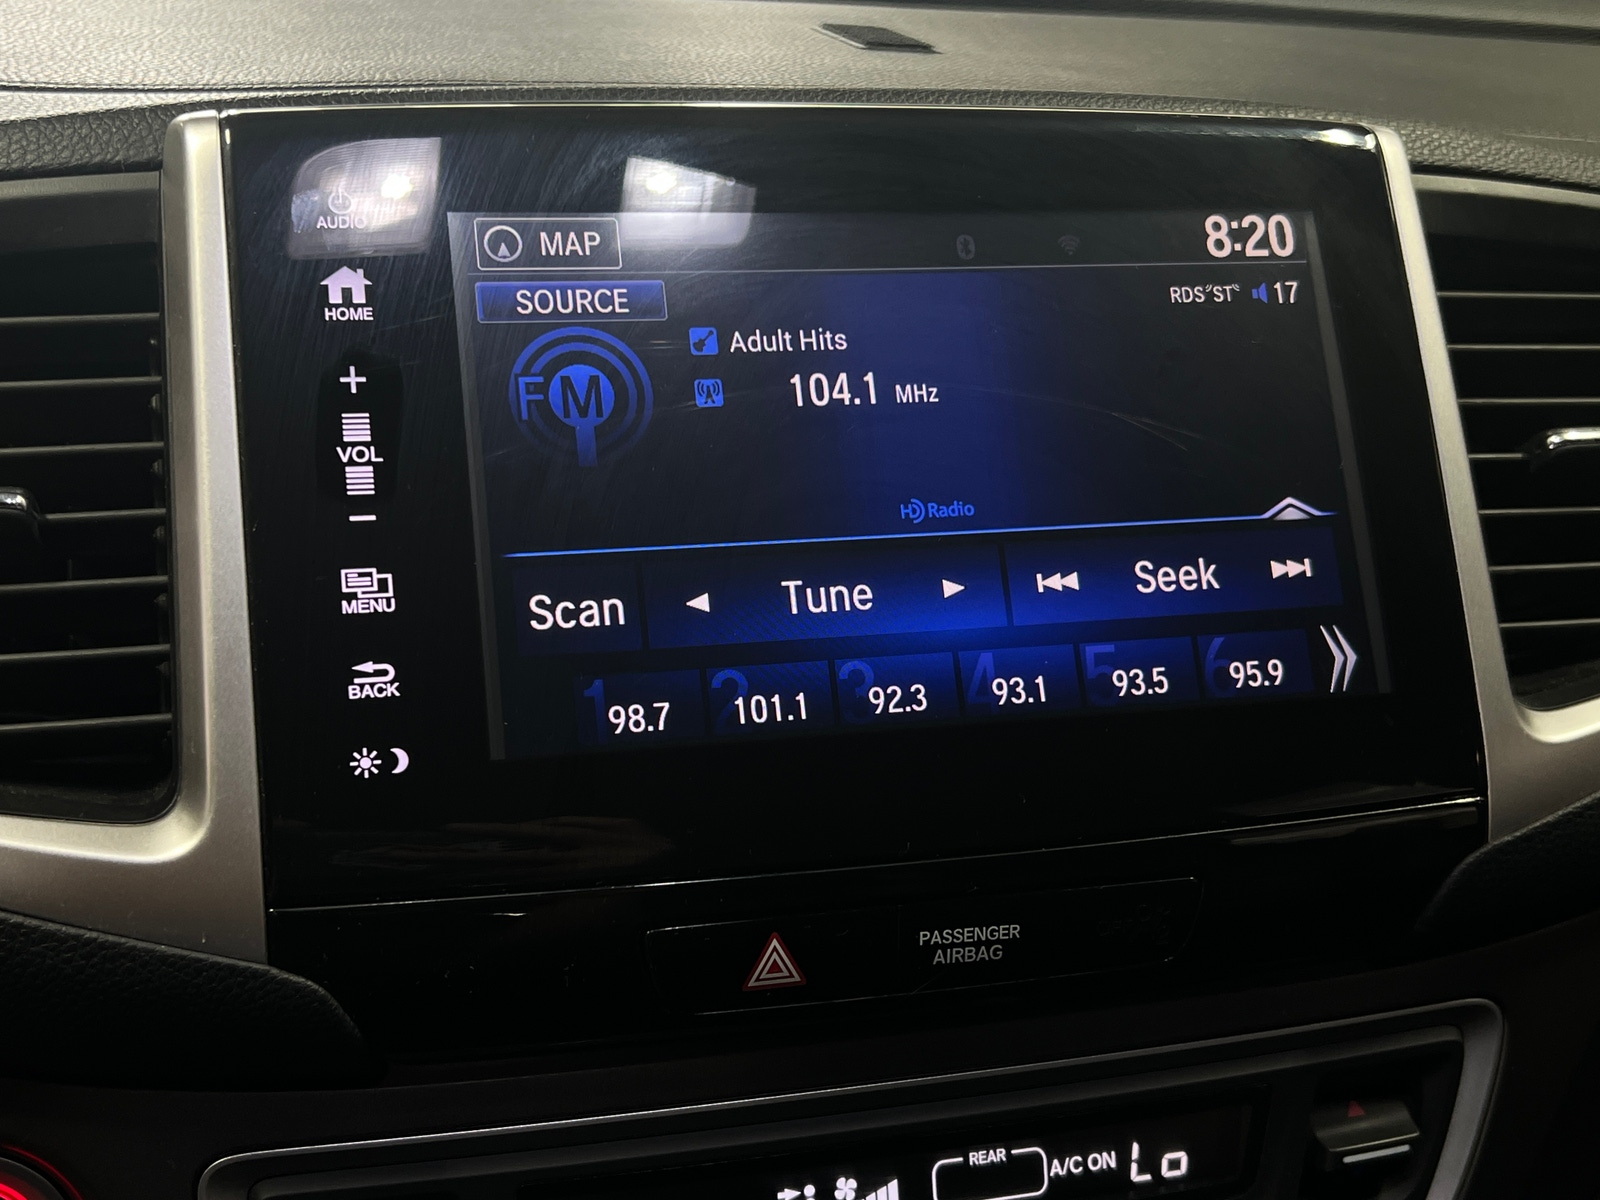 AUDIO
MAP
8:20
HOME
SOURCE
RDS "ST"
17
FM
Adult Hits
104.1 MHz
+
VOL
−
HD Radio
MENU
Scan
Tune
Seek
BACK
1 98.7
2 101.1
3 92.3
4 93.1
5 93.5
6 95.9
PASSENGER
AIRBAG
REAR
A/C ON
Lo